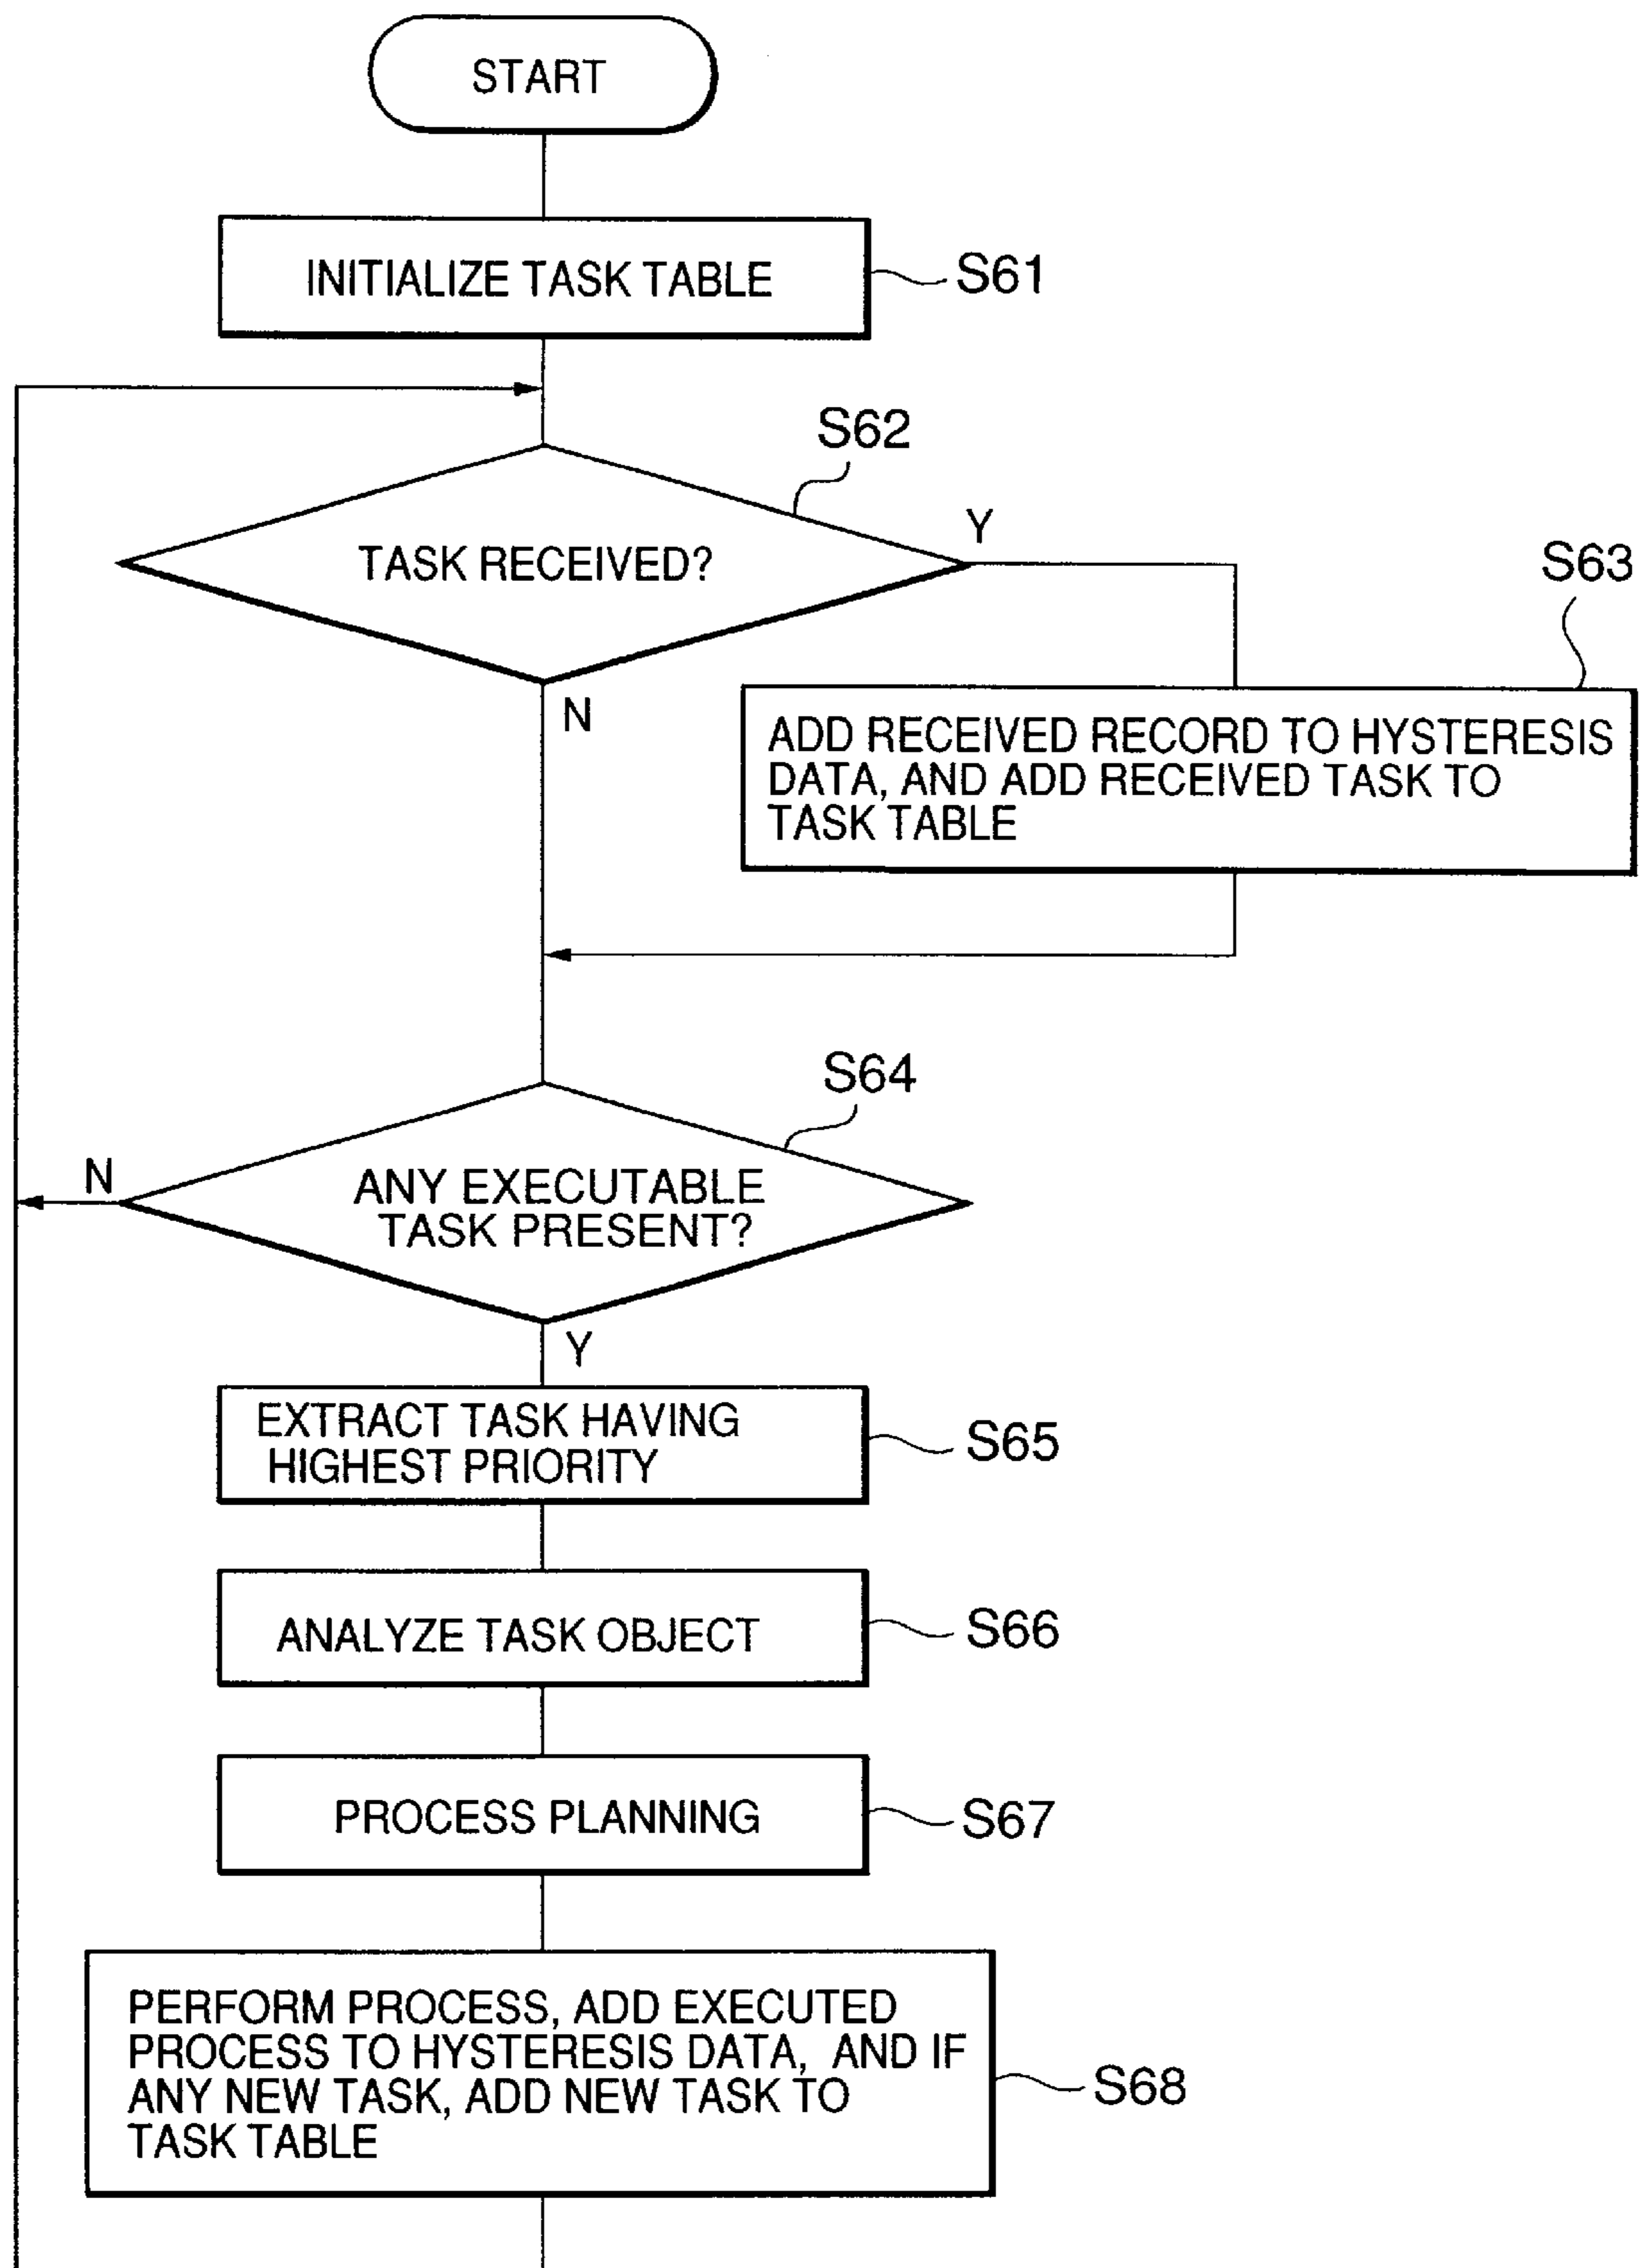 START
INITIALIZE TASK TABLE
S61
S62
TASK RECEIVED?
Y
N
S63
ADD RECEIVED RECORD TO HYSTERESIS
DATA, AND ADD RECEIVED TASK TO
TASK TABLE
S64
ANY EXECUTABLE
TASK PRESENT?
N
Y
EXTRACT TASK HAVING
HIGHEST PRIORITY
S65
ANALYZE TASK OBJECT
S66
PROCESS PLANNING
S67
PERFORM PROCESS, ADD EXECUTED
PROCESS TO HYSTERESIS DATA, AND IF
ANY NEW TASK, ADD NEW TASK TO
TASK TABLE
S68